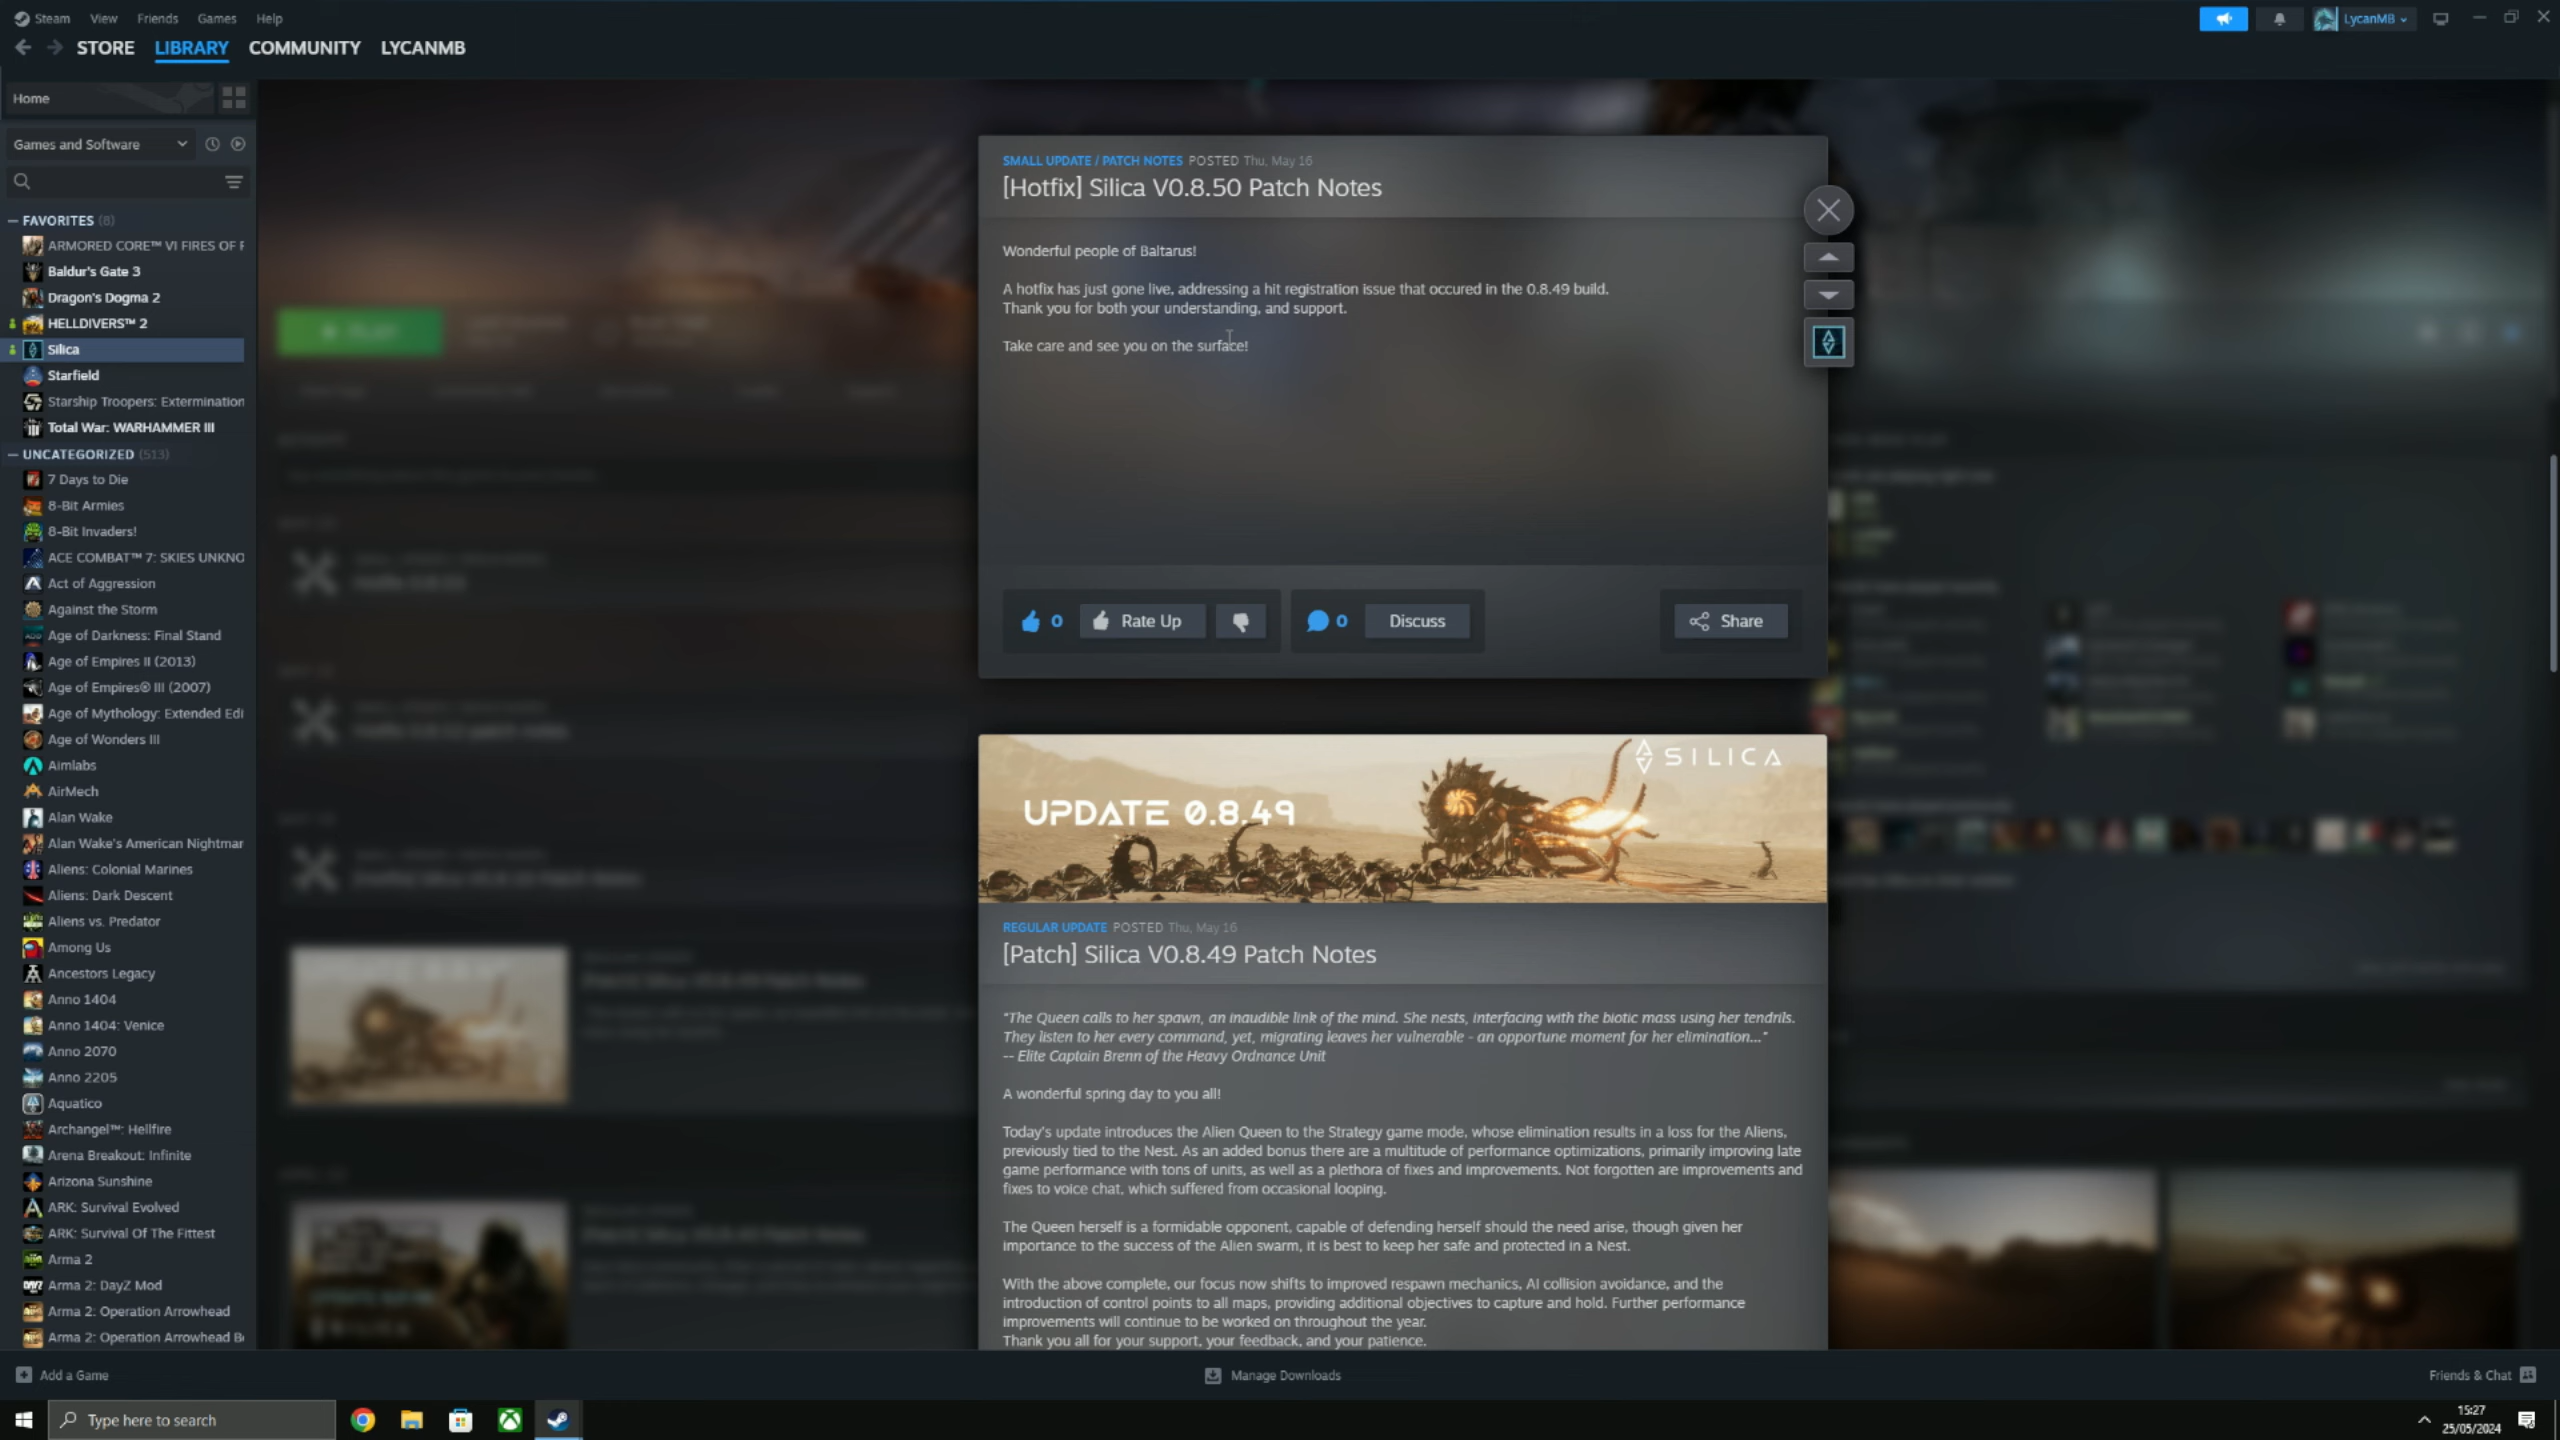 Steam View Friends Games Help
LycanMB
STORE LIBRARY COMMUNITY LYCANMB
Home
Games and Software
FAVORITES (8)
ARMORED CORE™ VI FIRES OF F
Baldur's Gate 3
Dragon's Dogma 2
HELLDIVERS™ 2
Silica
Starfield
Starship Troopers: Extermination
Total War: WARHAMMER III
UNCATEGORIZED (513)
7 Days to Die
8-Bit Armies
8-Bit Invaders!
ACE COMBAT™ 7: SKIES UNKNO
Act of Aggression
Against the Storm
Age of Darkness: Final Stand
Age of Empires II (2013)
Age of Empires® III (2007)
Age of Mythology: Extended Edi
Age of Wonders III
Aimlabs
AirMech
Alan Wake
Alan Wake's American Nightmar
Aliens: Colonial Marines
Aliens: Dark Descent
Aliens vs. Predator
Among Us
Ancestors Legacy
Anno 1404
Anno 1404: Venice
Anno 2070
Anno 2205
Aquatico
Archangel™: Hellfire
Arena Breakout: Infinite
Arizona Sunshine
ARK: Survival Evolved
ARK: Survival Of The Fittest
Arma 2
Arma 2: DayZ Mod
Arma 2: Operation Arrowhead
Arma 2: Operation Arrowhead Be
SMALL UPDATE / PATCH NOTES POSTED Thu, May 16
[Hotfix] Silica V0.8.50 Patch Notes
Wonderful people of Baltarus!
A hotfix has just gone live, addressing a hit registration issue that occured in the 0.8.49 build.
Thank you for both your understanding, and support.
Take care and see you on the surface!
0 Rate Up 0 Discuss Share
SILICA
UPDATE 0.8.49
REGULAR UPDATE POSTED Thu, May 16
[Patch] Silica V0.8.49 Patch Notes
"The Queen calls to her spawn, an inaudible link of the mind. She nests, interfacing with the biotic mass using her tendrils.
They listen to her every command, yet, migrating leaves her vulnerable - an opportune moment for her elimination..."
-- Elite Captain Brenn of the Heavy Ordnance Unit
A wonderful spring day to you all!
Today's update introduces the Alien Queen to the Strategy game mode, whose elimination results in a loss for the Aliens,
previously tied to the Nest. As an added bonus there are a multitude of performance optimizations, primarily improving late
game performance with tons of units, as well as a plethora of fixes and improvements. Not forgotten are improvements and
fixes to voice chat, which suffered from occasional looping.
The Queen herself is a formidable opponent, capable of defending herself should the need arise, though given her
importance to the success of the Alien swarm, it is best to keep her safe and protected in a Nest.
With the above complete, our focus now shifts to improved respawn mechanics, AI collision avoidance, and the
introduction of control points to all maps, providing additional objectives to capture and hold. Further performance
improvements will continue to be worked on throughout the year.
Thank you all for your support, your feedback, and your patience.
Add a Game
Manage Downloads
Friends & Chat
Type here to search
15:27
25/05/2024